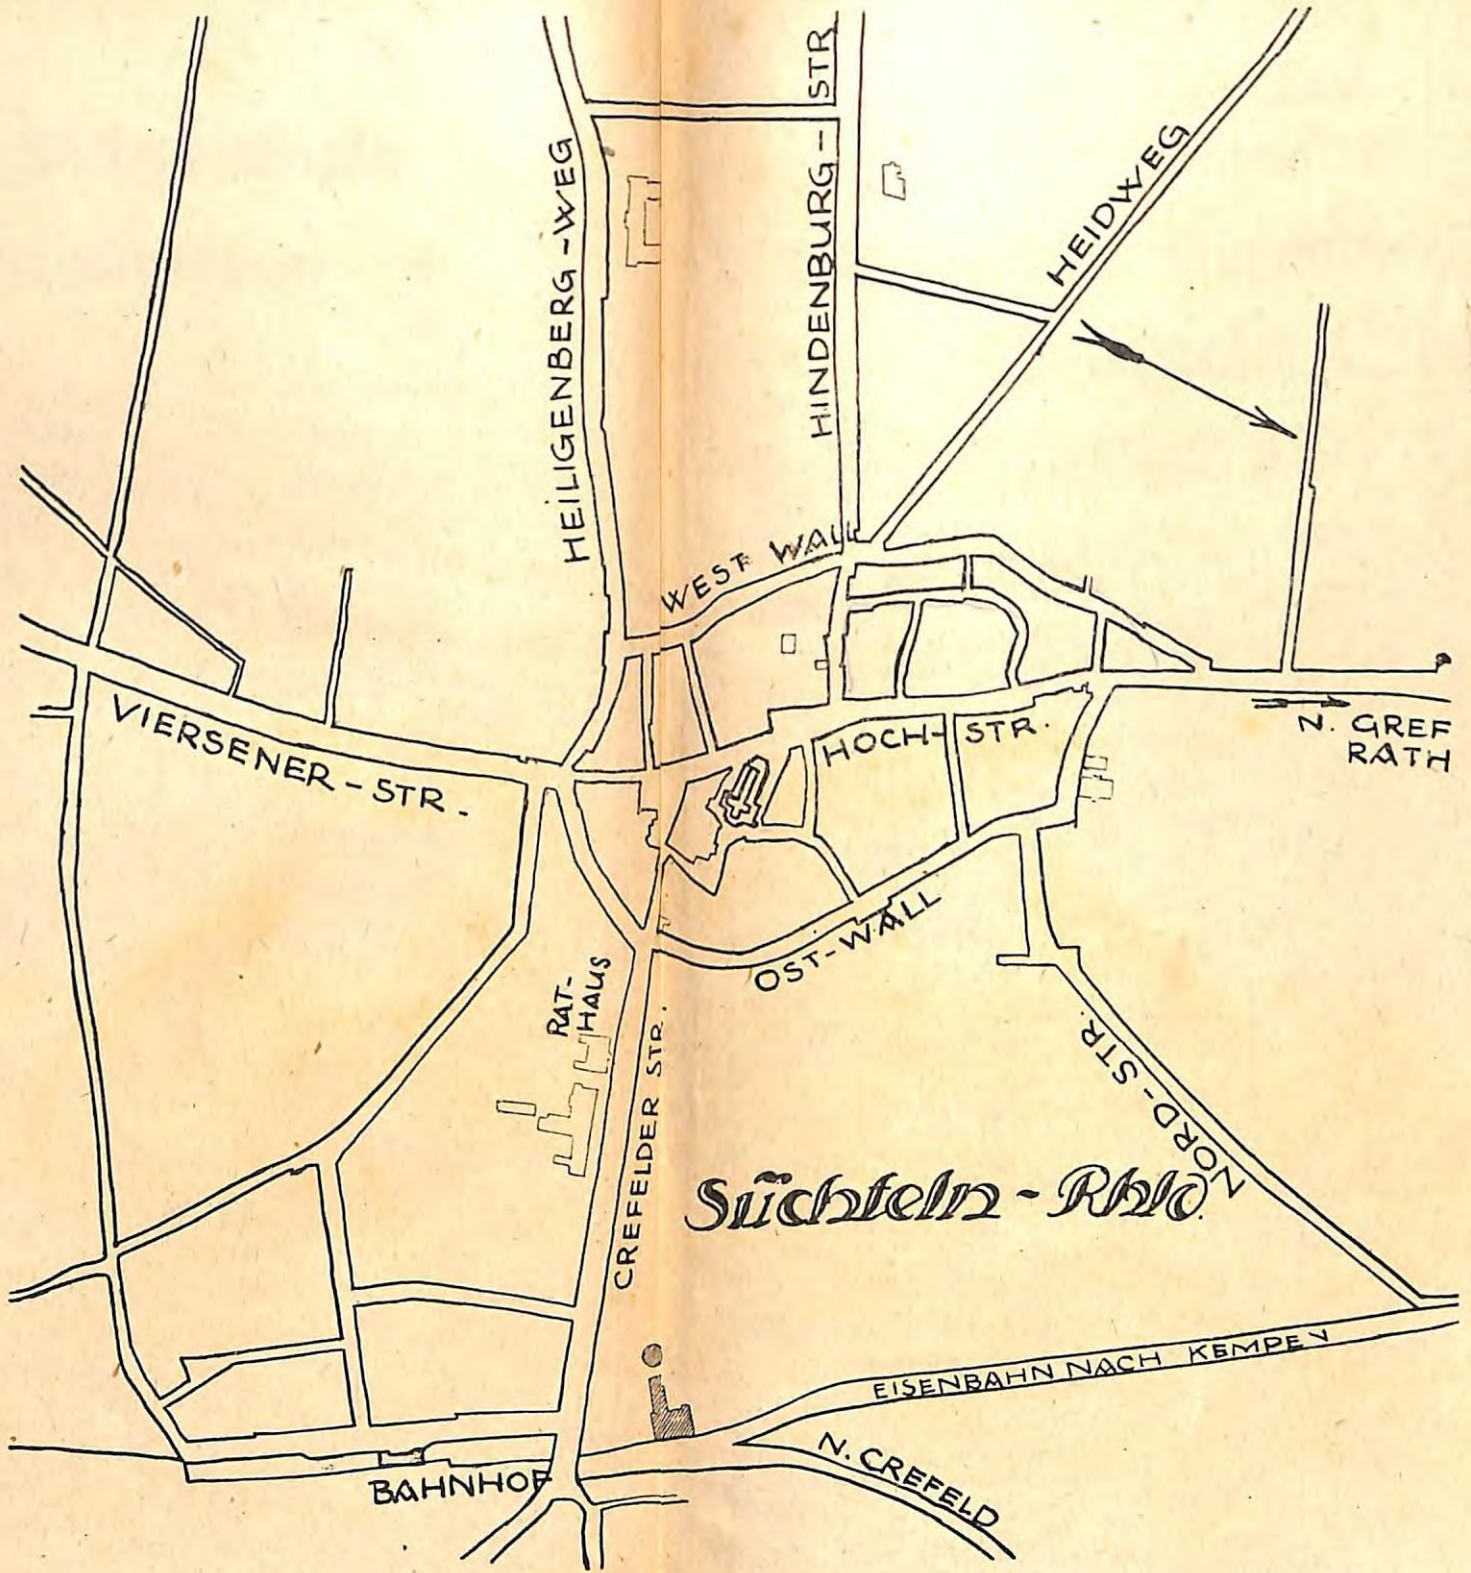 HEILIGENBERG-WEG
HINDENBURG-STR
HEIDWEG
WEST WALL
VIERSENER-STR.
HOCH-STR.
N. GREF
RATH
OST-WALL
RAT-
HAUS
CREFELDER STR.
NORD-STR.
Süchteln-Rhld.
EISENBAHN NACH KEMPEN
N. CREFELD
BAHNHOF